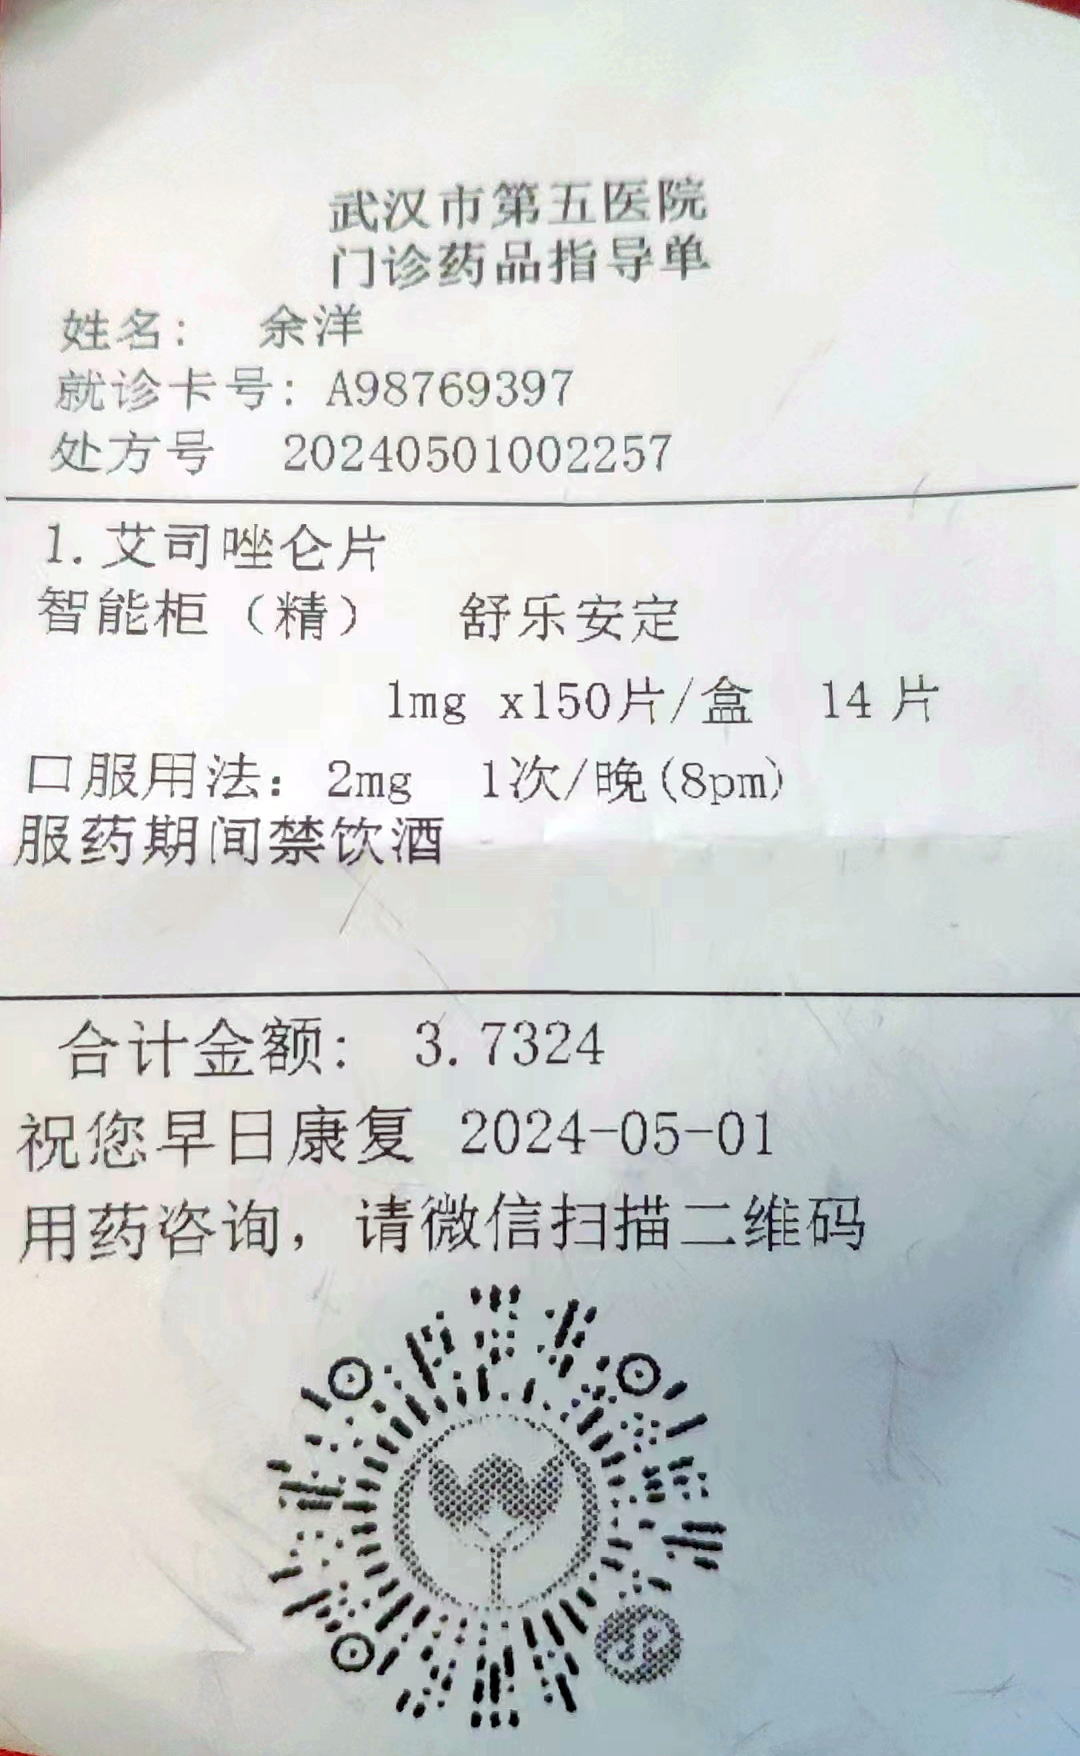 武汉市第五医院
门诊药品指导单
姓名： 余洋
就诊卡号：A98769397
处方号 20240501002257
1.艾司唑仑片
智能柜（精） 舒乐安定
1mg x150片/盒 14 片
口服用法：2mg 1次/晚(8pm)
服药期间禁饮酒
合计金额： 3.7324
祝您早日康复 2024-05-01
用药咨询，请微信扫描二维码